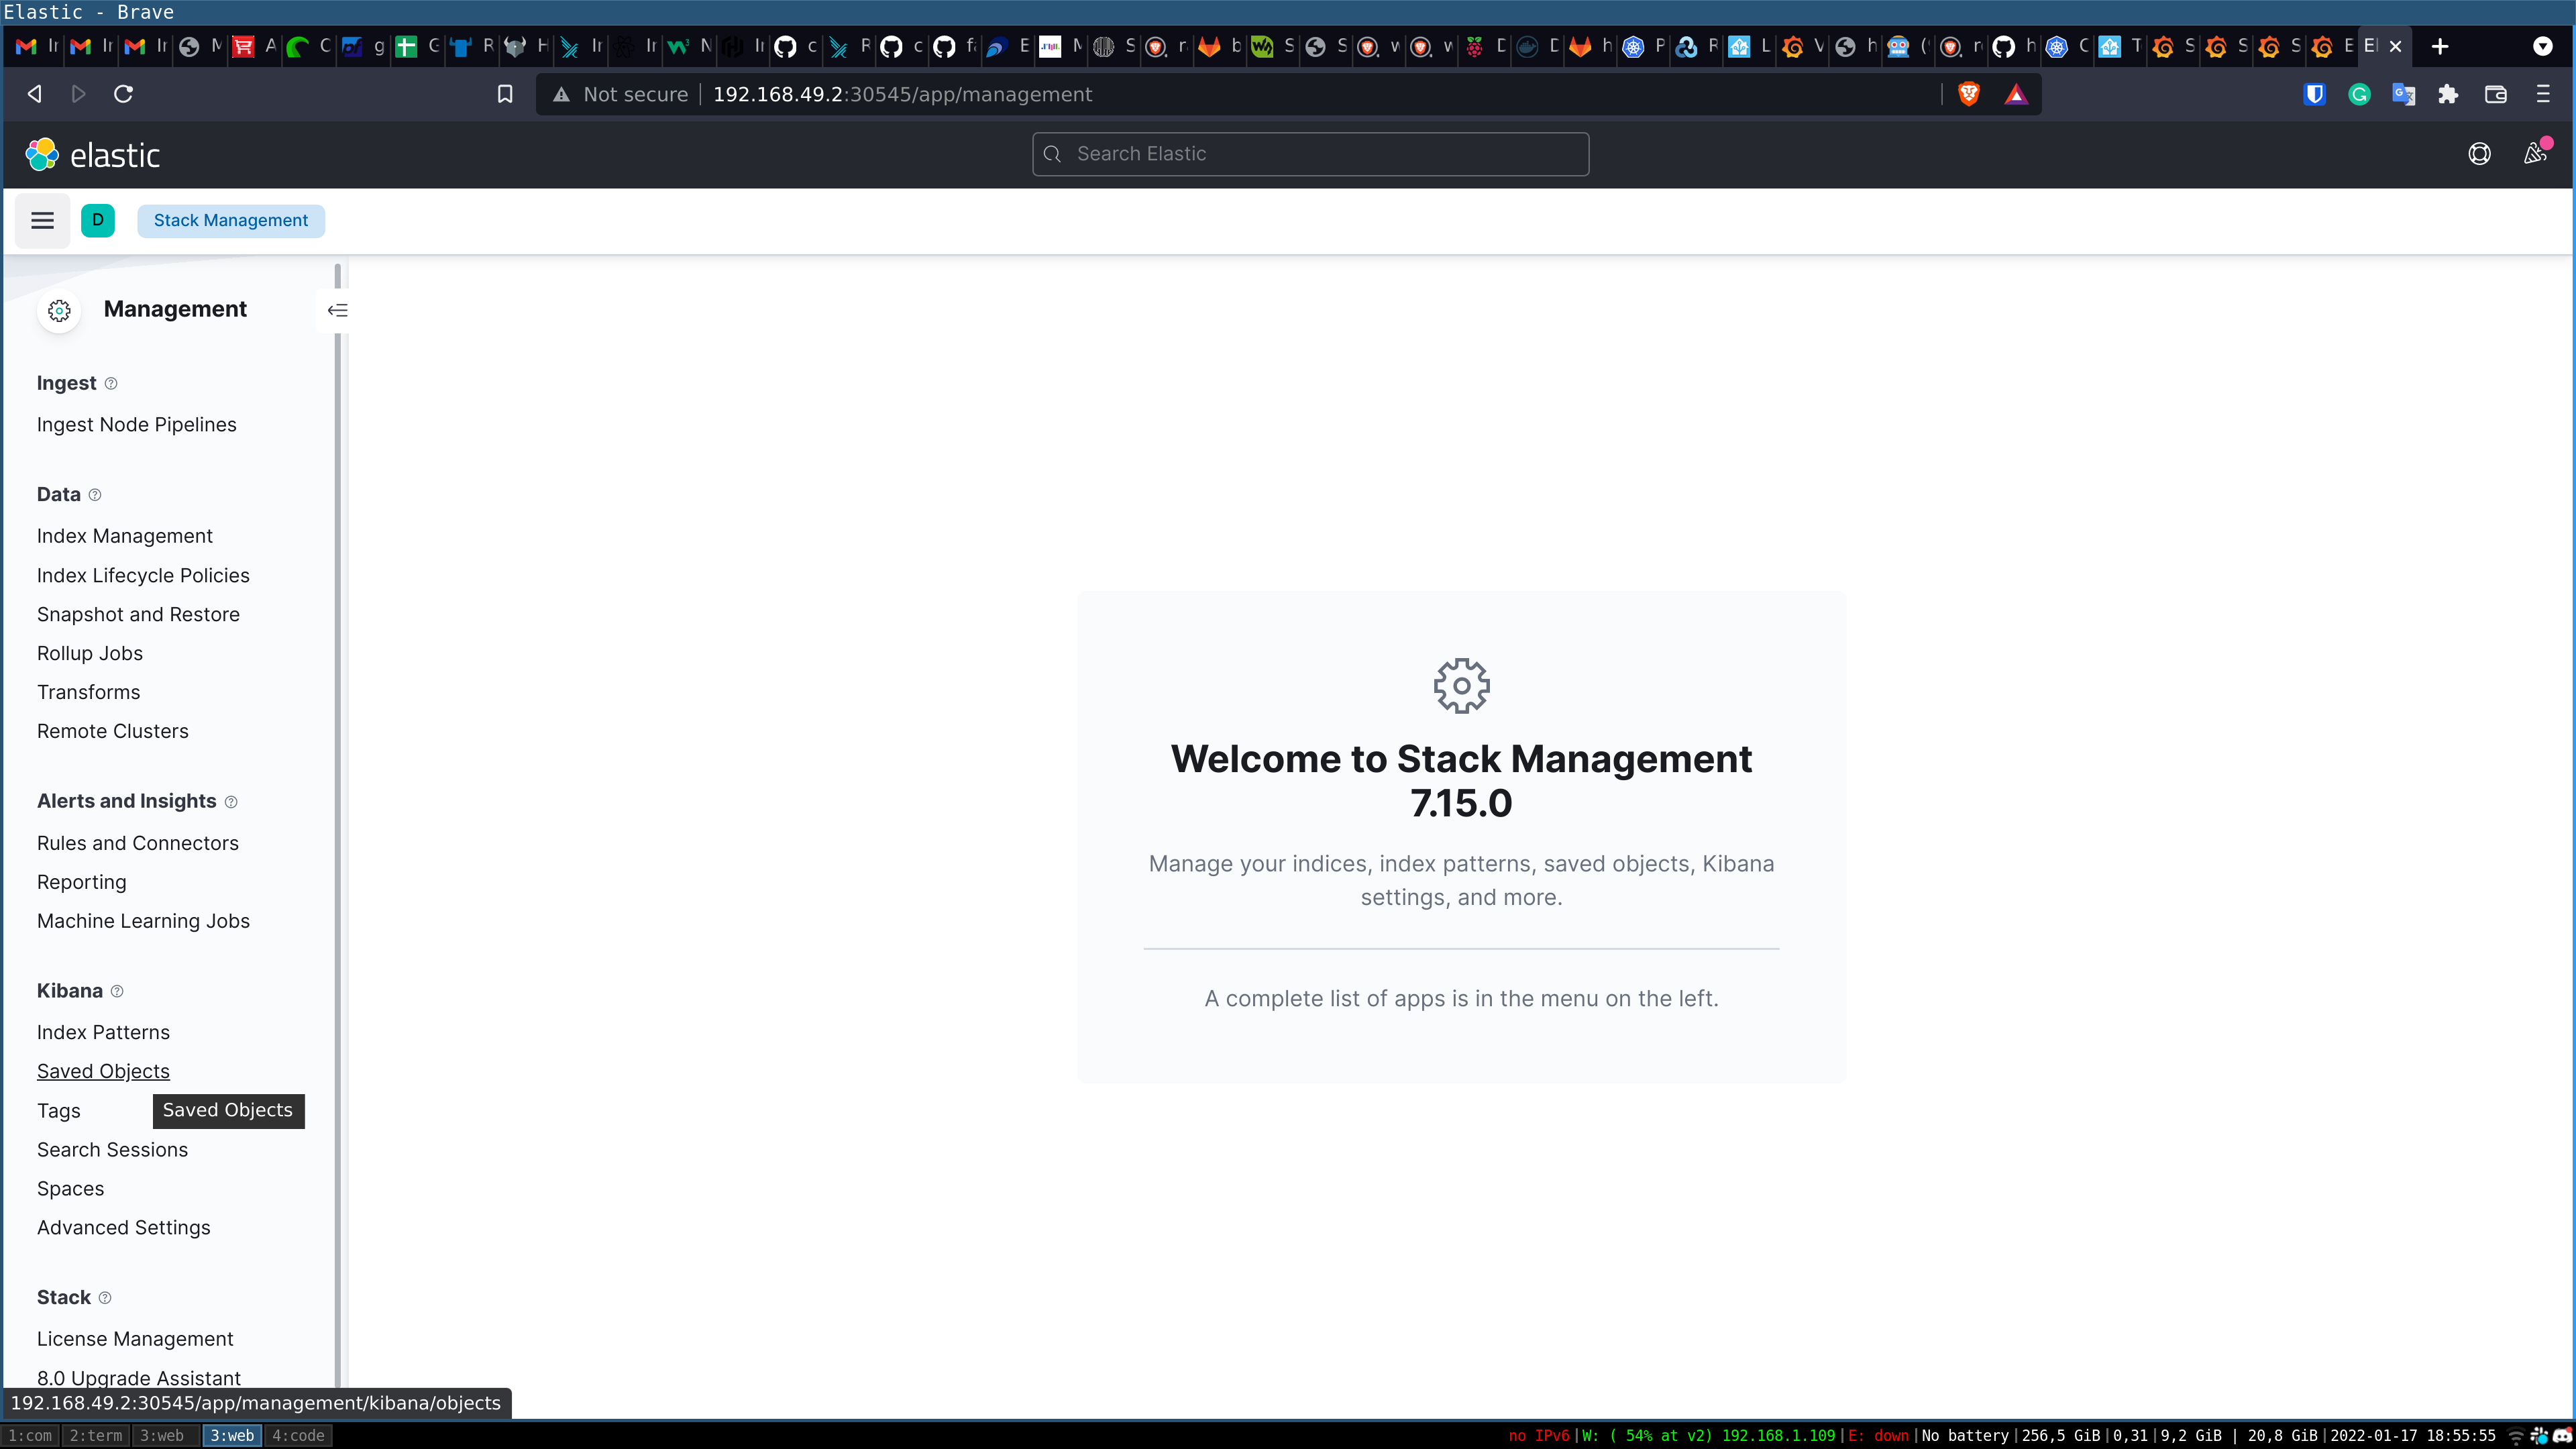 Elastic - Brave
Not secure | 192.168.49.2:30545/app/management
elastic
Search Elastic
D
Stack Management
Management
Ingest
Ingest Node Pipelines
Data
Index Management
Index Lifecycle Policies
Snapshot and Restore
Rollup Jobs
Transforms
Remote Clusters
Alerts and Insights
Rules and Connectors
Reporting
Machine Learning Jobs
Kibana
Index Patterns
Saved Objects
Tags
Saved Objects
Search Sessions
Spaces
Advanced Settings
Stack
License Management
8.0 Upgrade Assistant
Welcome to Stack Management
7.15.0
Manage your indices, index patterns, saved objects, Kibana
settings, and more.
A complete list of apps is in the menu on the left.
192.168.49.2:30545/app/management/kibana/objects
1:com 2:term 3:web 3:web 4:code
no IPv6|W: ( 54% at v2) 192.168.1.109|E: down|No battery|256,5 GiB|0,31|9,2 GiB | 20,8 GiB|2022-01-17 18:55:55